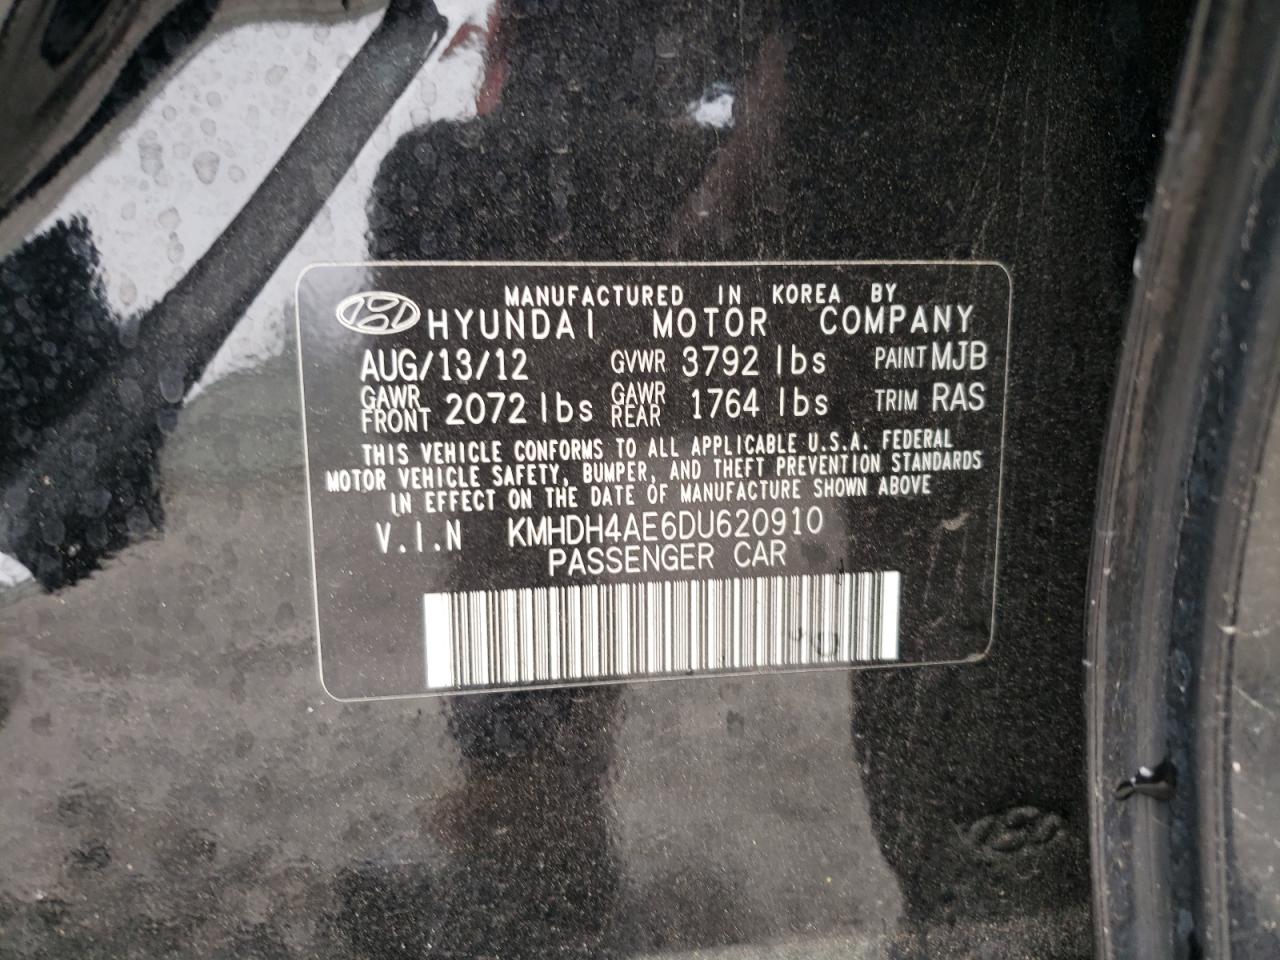 MANUFACTURED IN KOREA BY
HYUNDAI MOTOR COMPANY
AUG/13/12 GVWR 3792 lbs PAINT MJB
GAWR FRONT 2072 lbs GAWR REAR 1764 lbs TRIM RAS
THIS VEHICLE CONFORMS TO ALL APPLICABLE U.S.A. FEDERAL
MOTOR VEHICLE SAFETY, BUMPER, AND THEFT PREVENTION STANDARDS
IN EFFECT ON THE DATE OF MANUFACTURE SHOWN ABOVE
V.I.N KMHDH4AE6DU620910
PASSENGER CAR